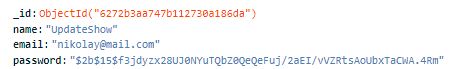 _id: ObjectId("6272b3aa747b112730a186da")
name: "UpdateShow"
email: "nikolay@mail.com"
password: "$2b$15$f3jdyzx28UJ0NYuTQbZ0QeQeFuj/2aEI/vVZRtsAoUbxTaCWA.4Rm"